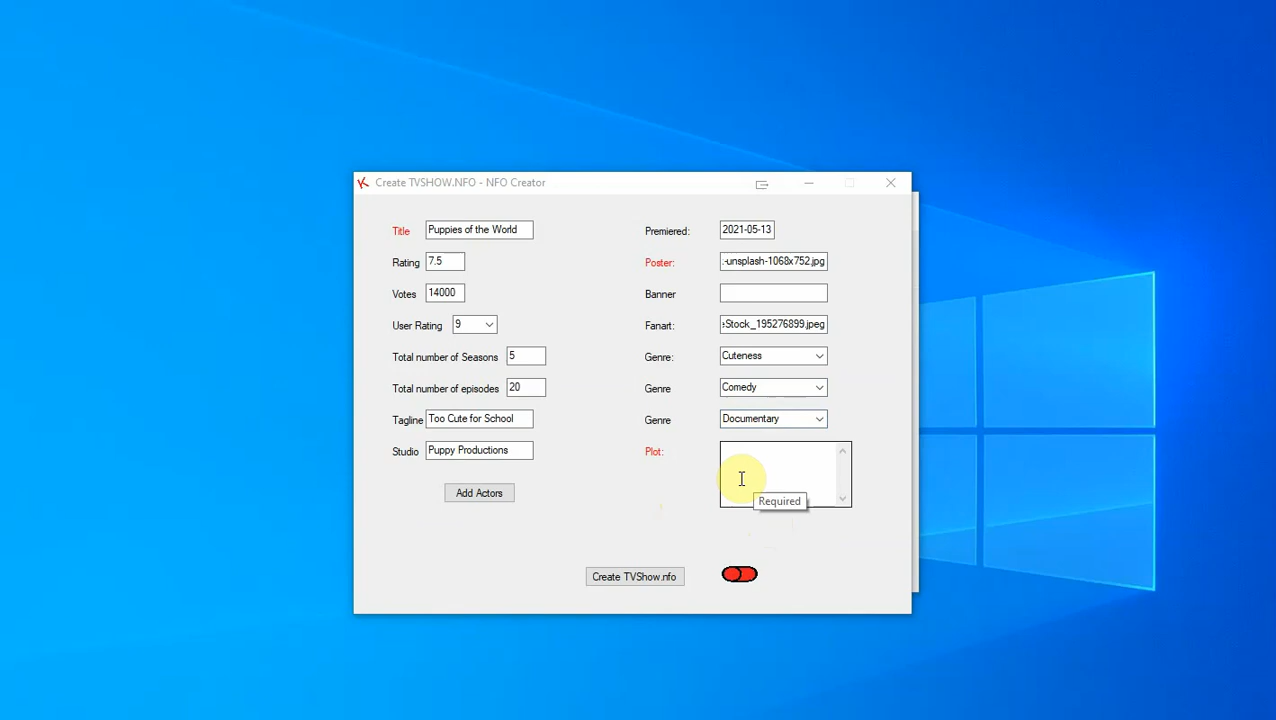 Create TVSHOW.NFO - NFO Creator
Title Puppies of the World
Rating 7.5
Votes 14000
User Rating 9
Total number of Seasons 5
Total number of episodes 20
Tagline Too Cute for School
Studio Puppy Productions
Add Actors
Premiered: 2021-05-13
Poster: :-unsplash-1068x752.jpg
Banner
Fanart: eStock_195276899.jpeg
Genre: Cuteness
Genre Comedy
Genre Documentary
Plot:
Required
Create TVShow.nfo